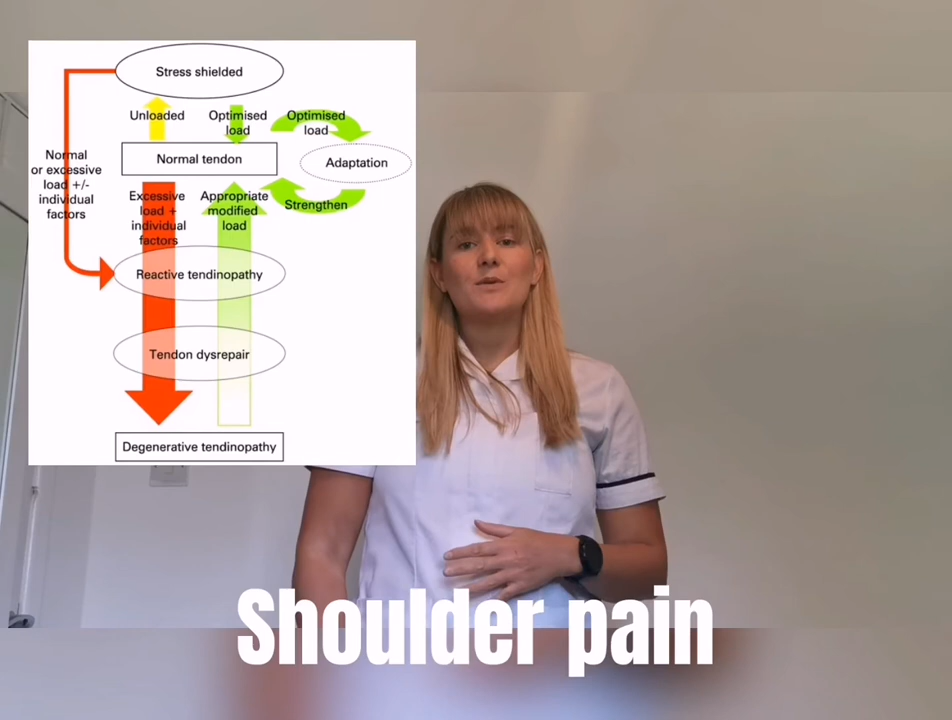 Stress shielded
Unloaded
Optimised
load
Optimised
load
Normal
or excessive
load +/-
individual
factors
Normal tendon
Adaptation
Excessive
load +
individual
factors
Appropriate
modified
load
Strengthen
Reactive tendinopathy
Tendon dysrepair
Degenerative tendinopathy
Shoulder pain